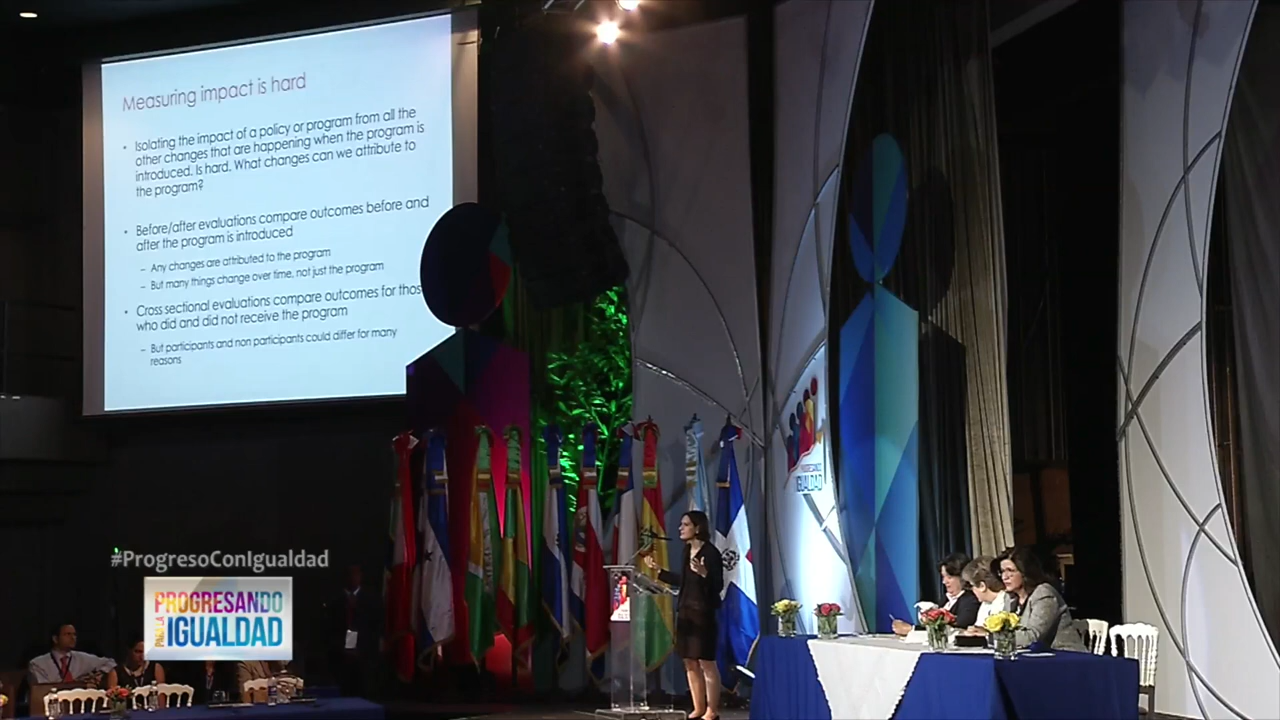 Measuring impact is hard
• Isolating the impact of a policy or program from all the
other changes that are happening when the program is
introduced. Is hard. What changes can we attribute to
the program?
• Before/after evaluations compare outcomes before and
after the program is introduced
– Any changes are attributed to the program
– But many things change over time, not just the program
• Cross sectional evaluations compare outcomes for thos
who did and did not receive the program
– But participants and non participants could differ for many
reasons
PROGRESANDO
IGUALDAD
#ProgresoConIgualdad
PROGRESANDO
POR LA
IGUALDAD